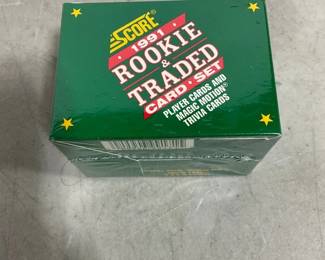 SCORE
1991
ROOKIE
&
TRADED
CARD • SET
PLAYER CARDS AND
MAGIC MOTION®
TRIVIA CARDS